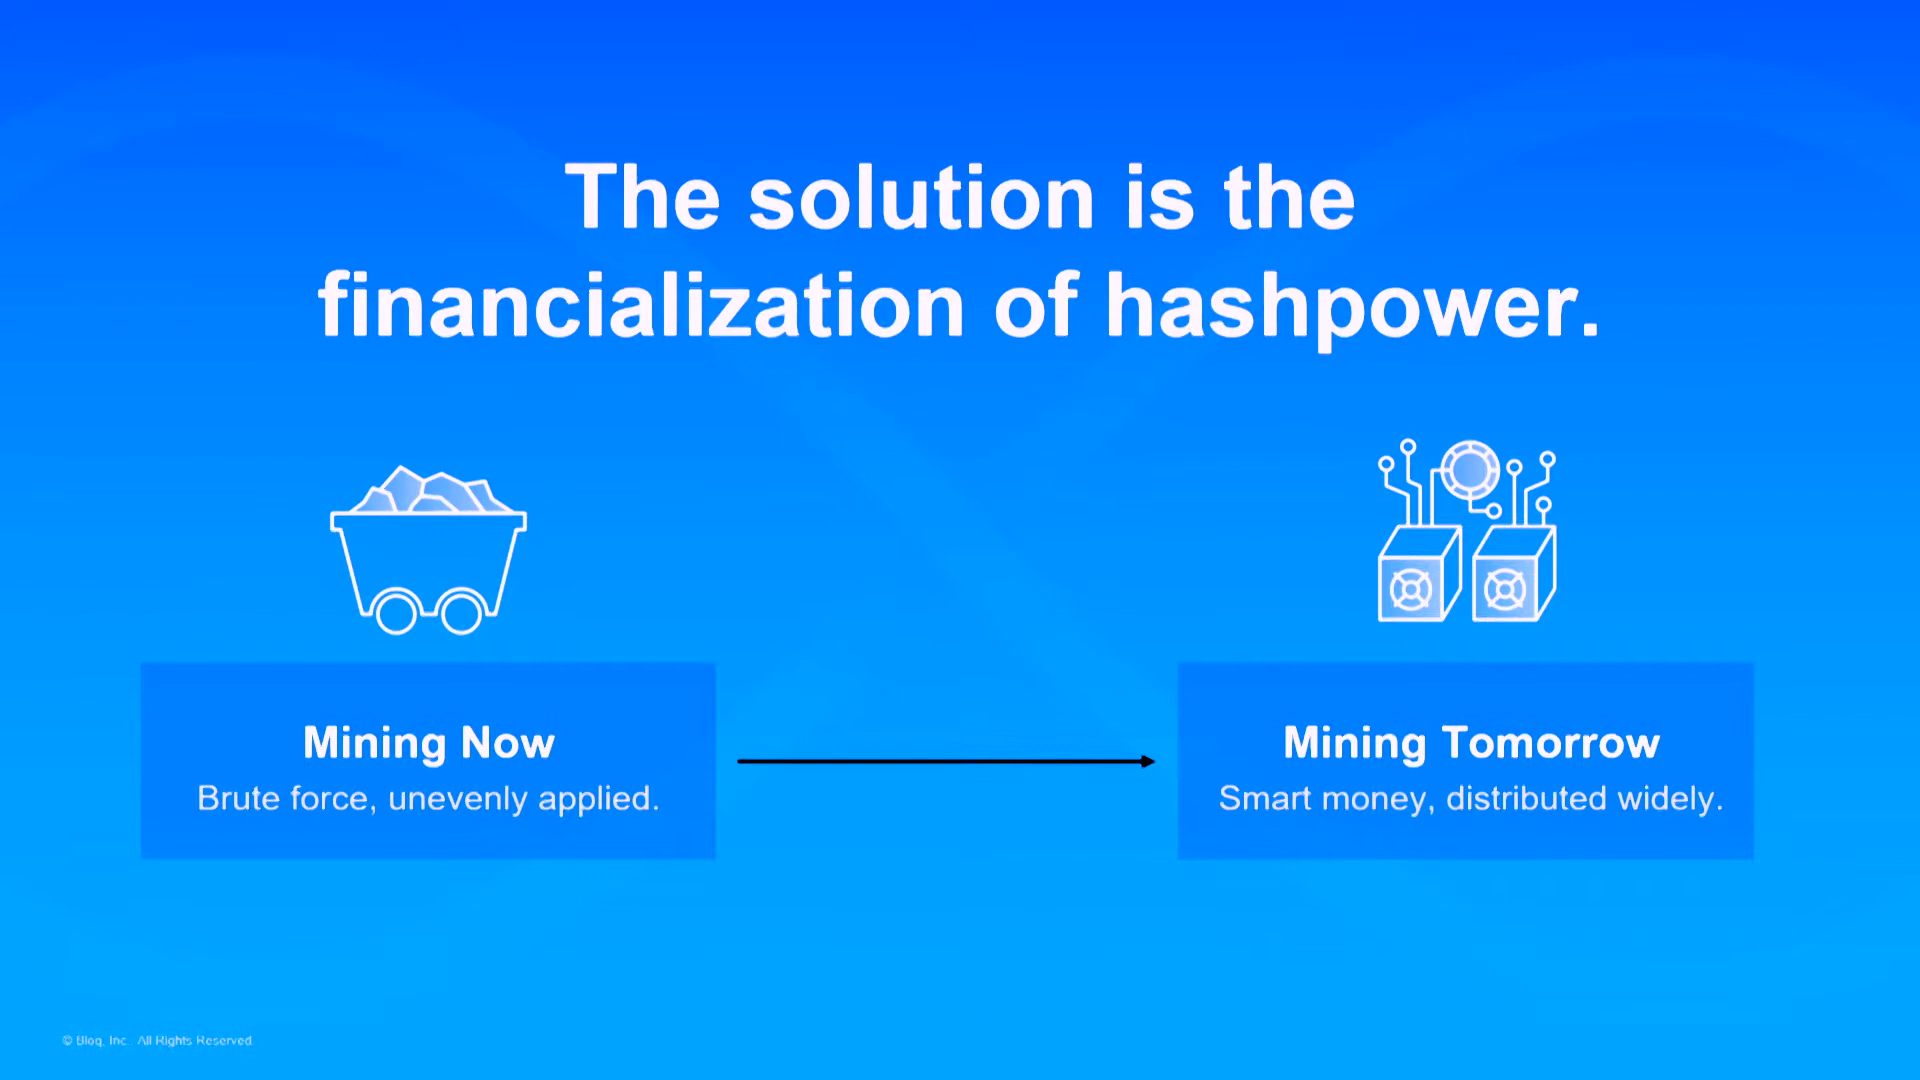 The solution is the
financialization of hashpower.
Mining Now
Brute force, unevenly applied.
Mining Tomorrow
Smart money, distributed widely.
© Bloq, Inc. All Rights Reserved.